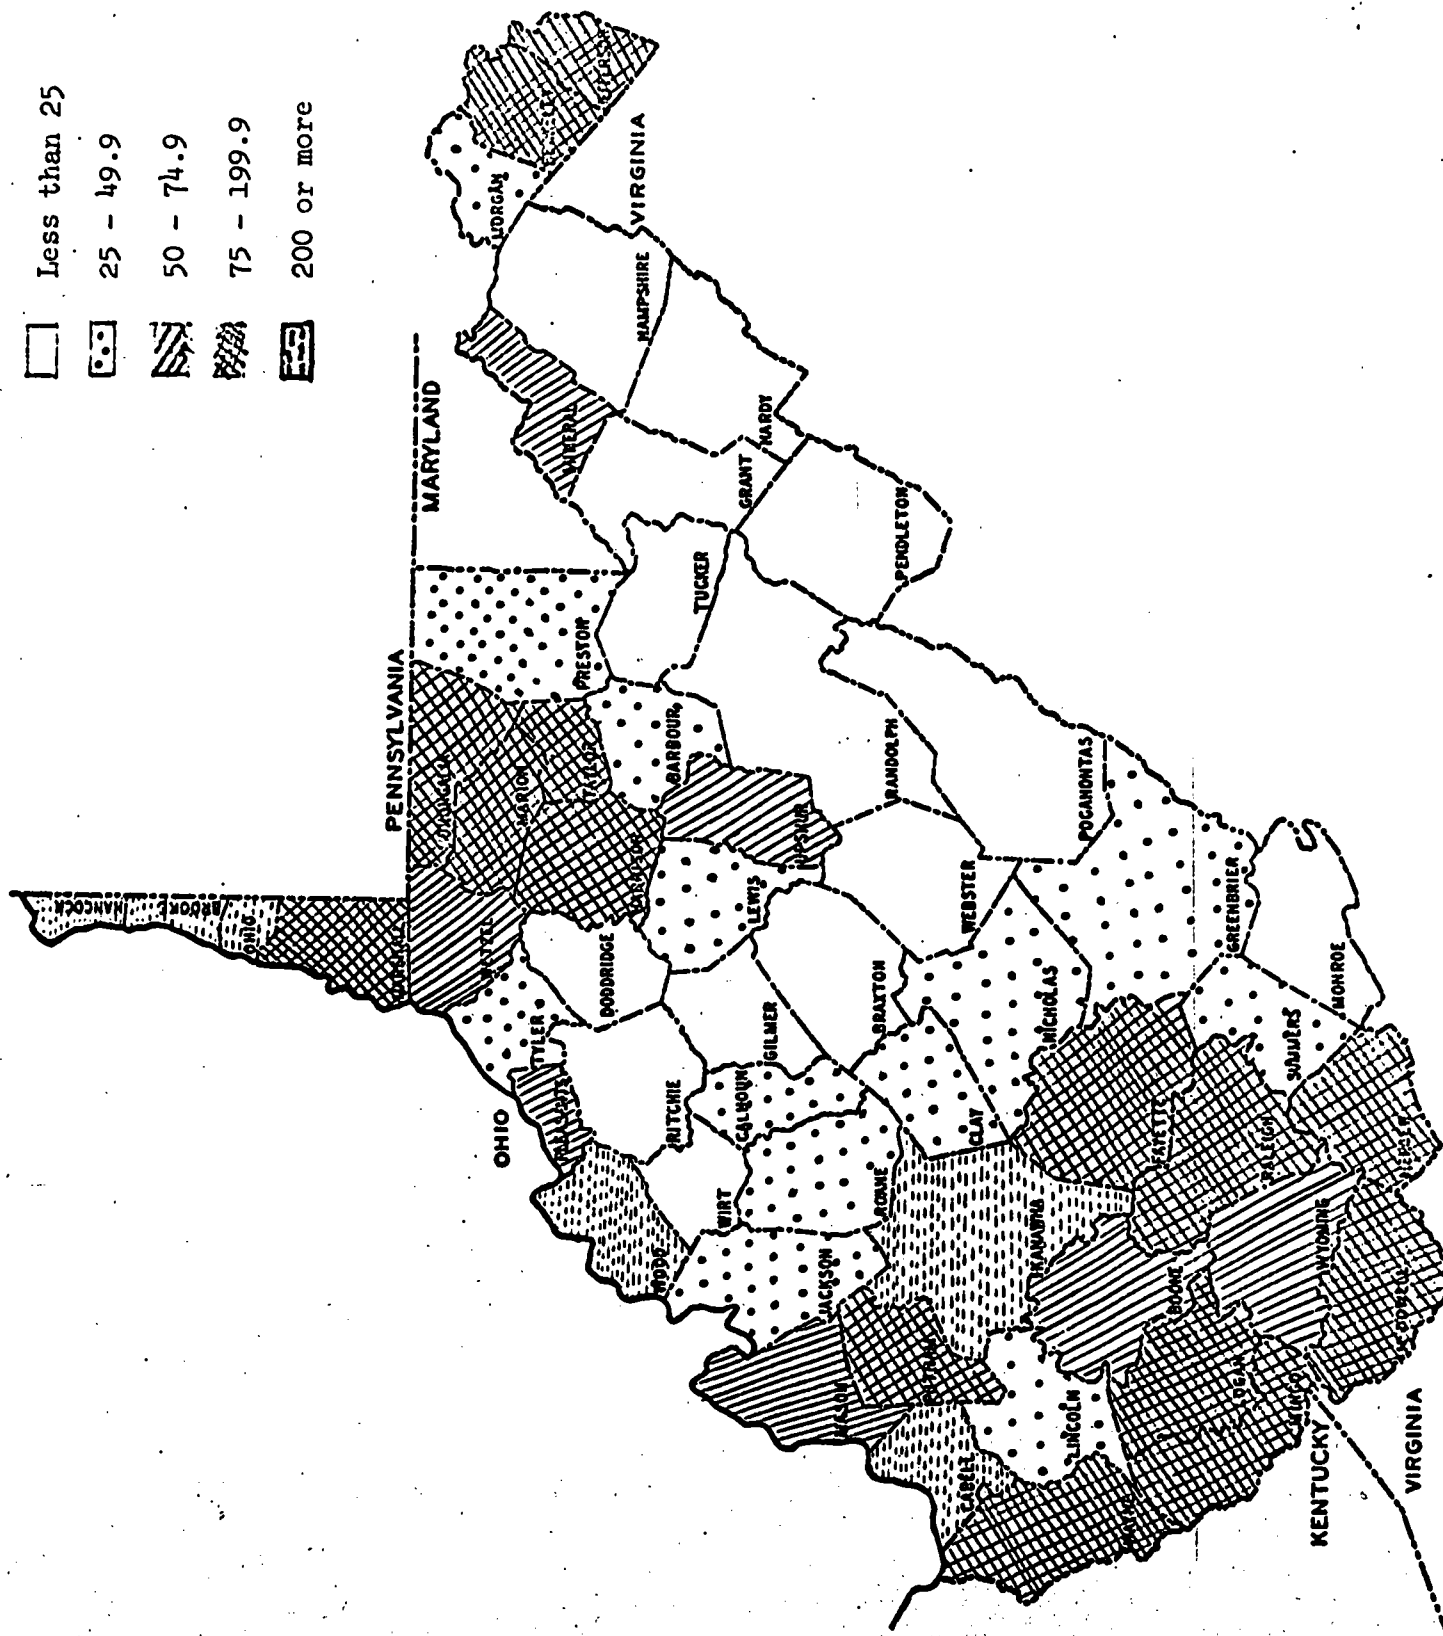 Less than 25
25 - 49.9
50 - 74.9
75 - 199.9
200 or more
PENNSYLVANIA
MARYLAND
VIRGINIA
OHIO
KENTUCKY
VIRGINIA
HANCOCK
BROOKE
OHIO
MARSHALL
WETZEL
MARION
TAYLOR
PRESTON
MINERAL
HAMPSHIRE
HARDY
GRANT
TUCKER
PENDLETON
TYLER
DODDRIDGE
HARRISON
BARBOUR
LEWIS
UPSHUR
RANDOLPH
RITCHIE
GILMER
CALHOUN
BRAXTON
WEBSTER
POCAHONTAS
WOOD
WIRT
JACKSON
ROANE
CLAY
NICHOLAS
GREENBRIER
MASON
PUTNAM
KANAWHA
FAYETTE
SUMMERS
MONROE
CABELL
LINCOLN
BOONE
RALEIGH
WAYNE
LOGAN
MINGO
WYOMING